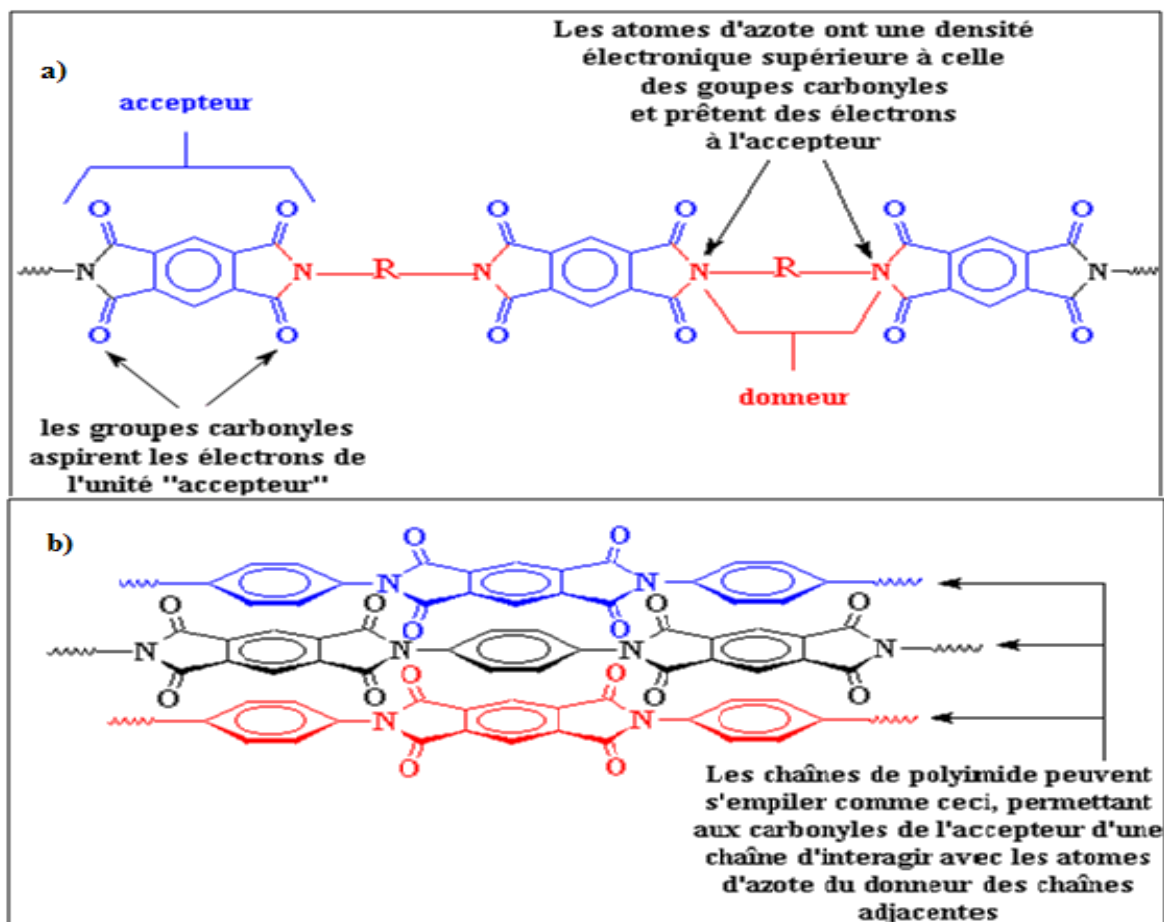 a)
Les atomes d'azote ont une densité
électronique supérieure à celle
des goupes carbonyles
et prêtent des électrons
à l'accepteur
accepteur
O O O O O O
N N R N N R N N
O O O O O O
donneur
les groupes carbonyles
aspirent les électrons de
l'unité "accepteur"
b)
O O
N N
O O
O O O O
N N N N
O O O O
O O
N N
O O
Les chaînes de polyimide peuvent
s'empiler comme ceci, permettant
aux carbonyles de l'accepteur d'une
chaîne d'interagir avec les atomes
d'azote du donneur des chaînes
adjacentes